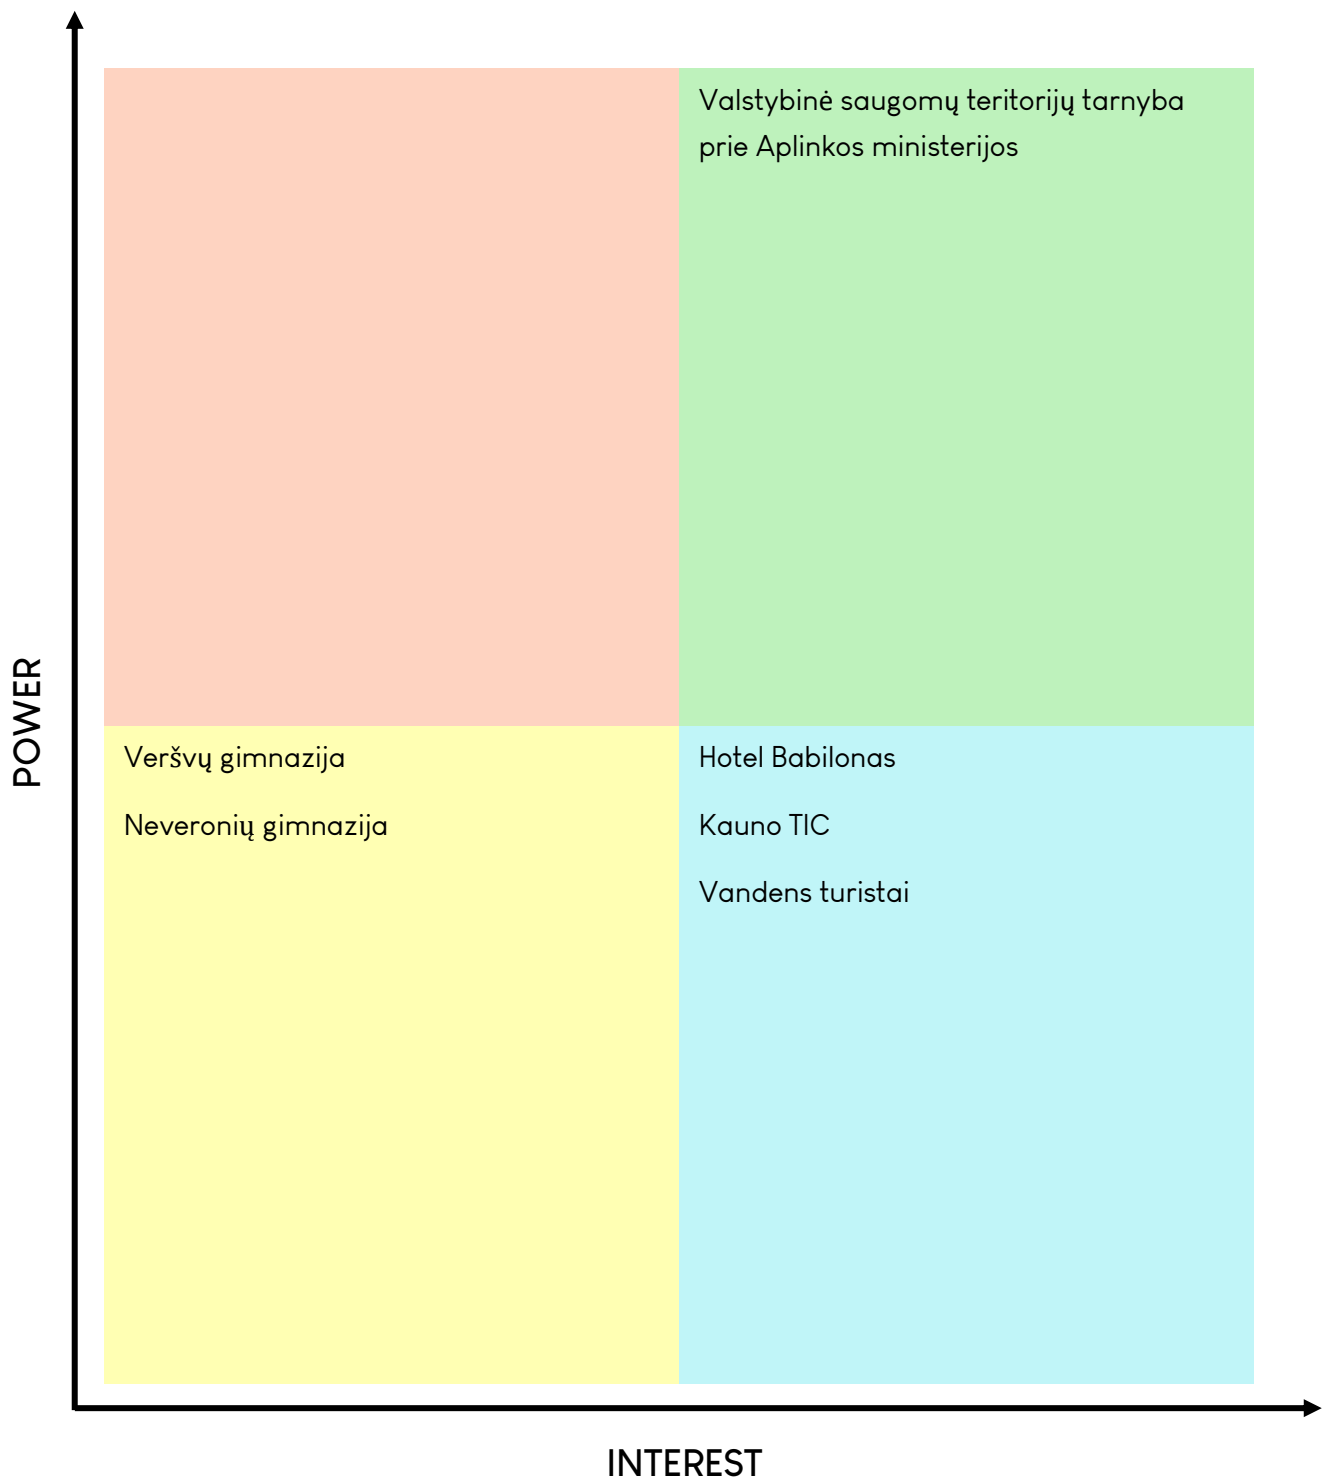 Valstybinė saugomų teritorijų tarnyba
prie Aplinkos ministerijos
POWER
Veršvų gimnazija
Neveronių gimnazija
Hotel Babilonas
Kauno TIC
Vandens turistai
INTEREST